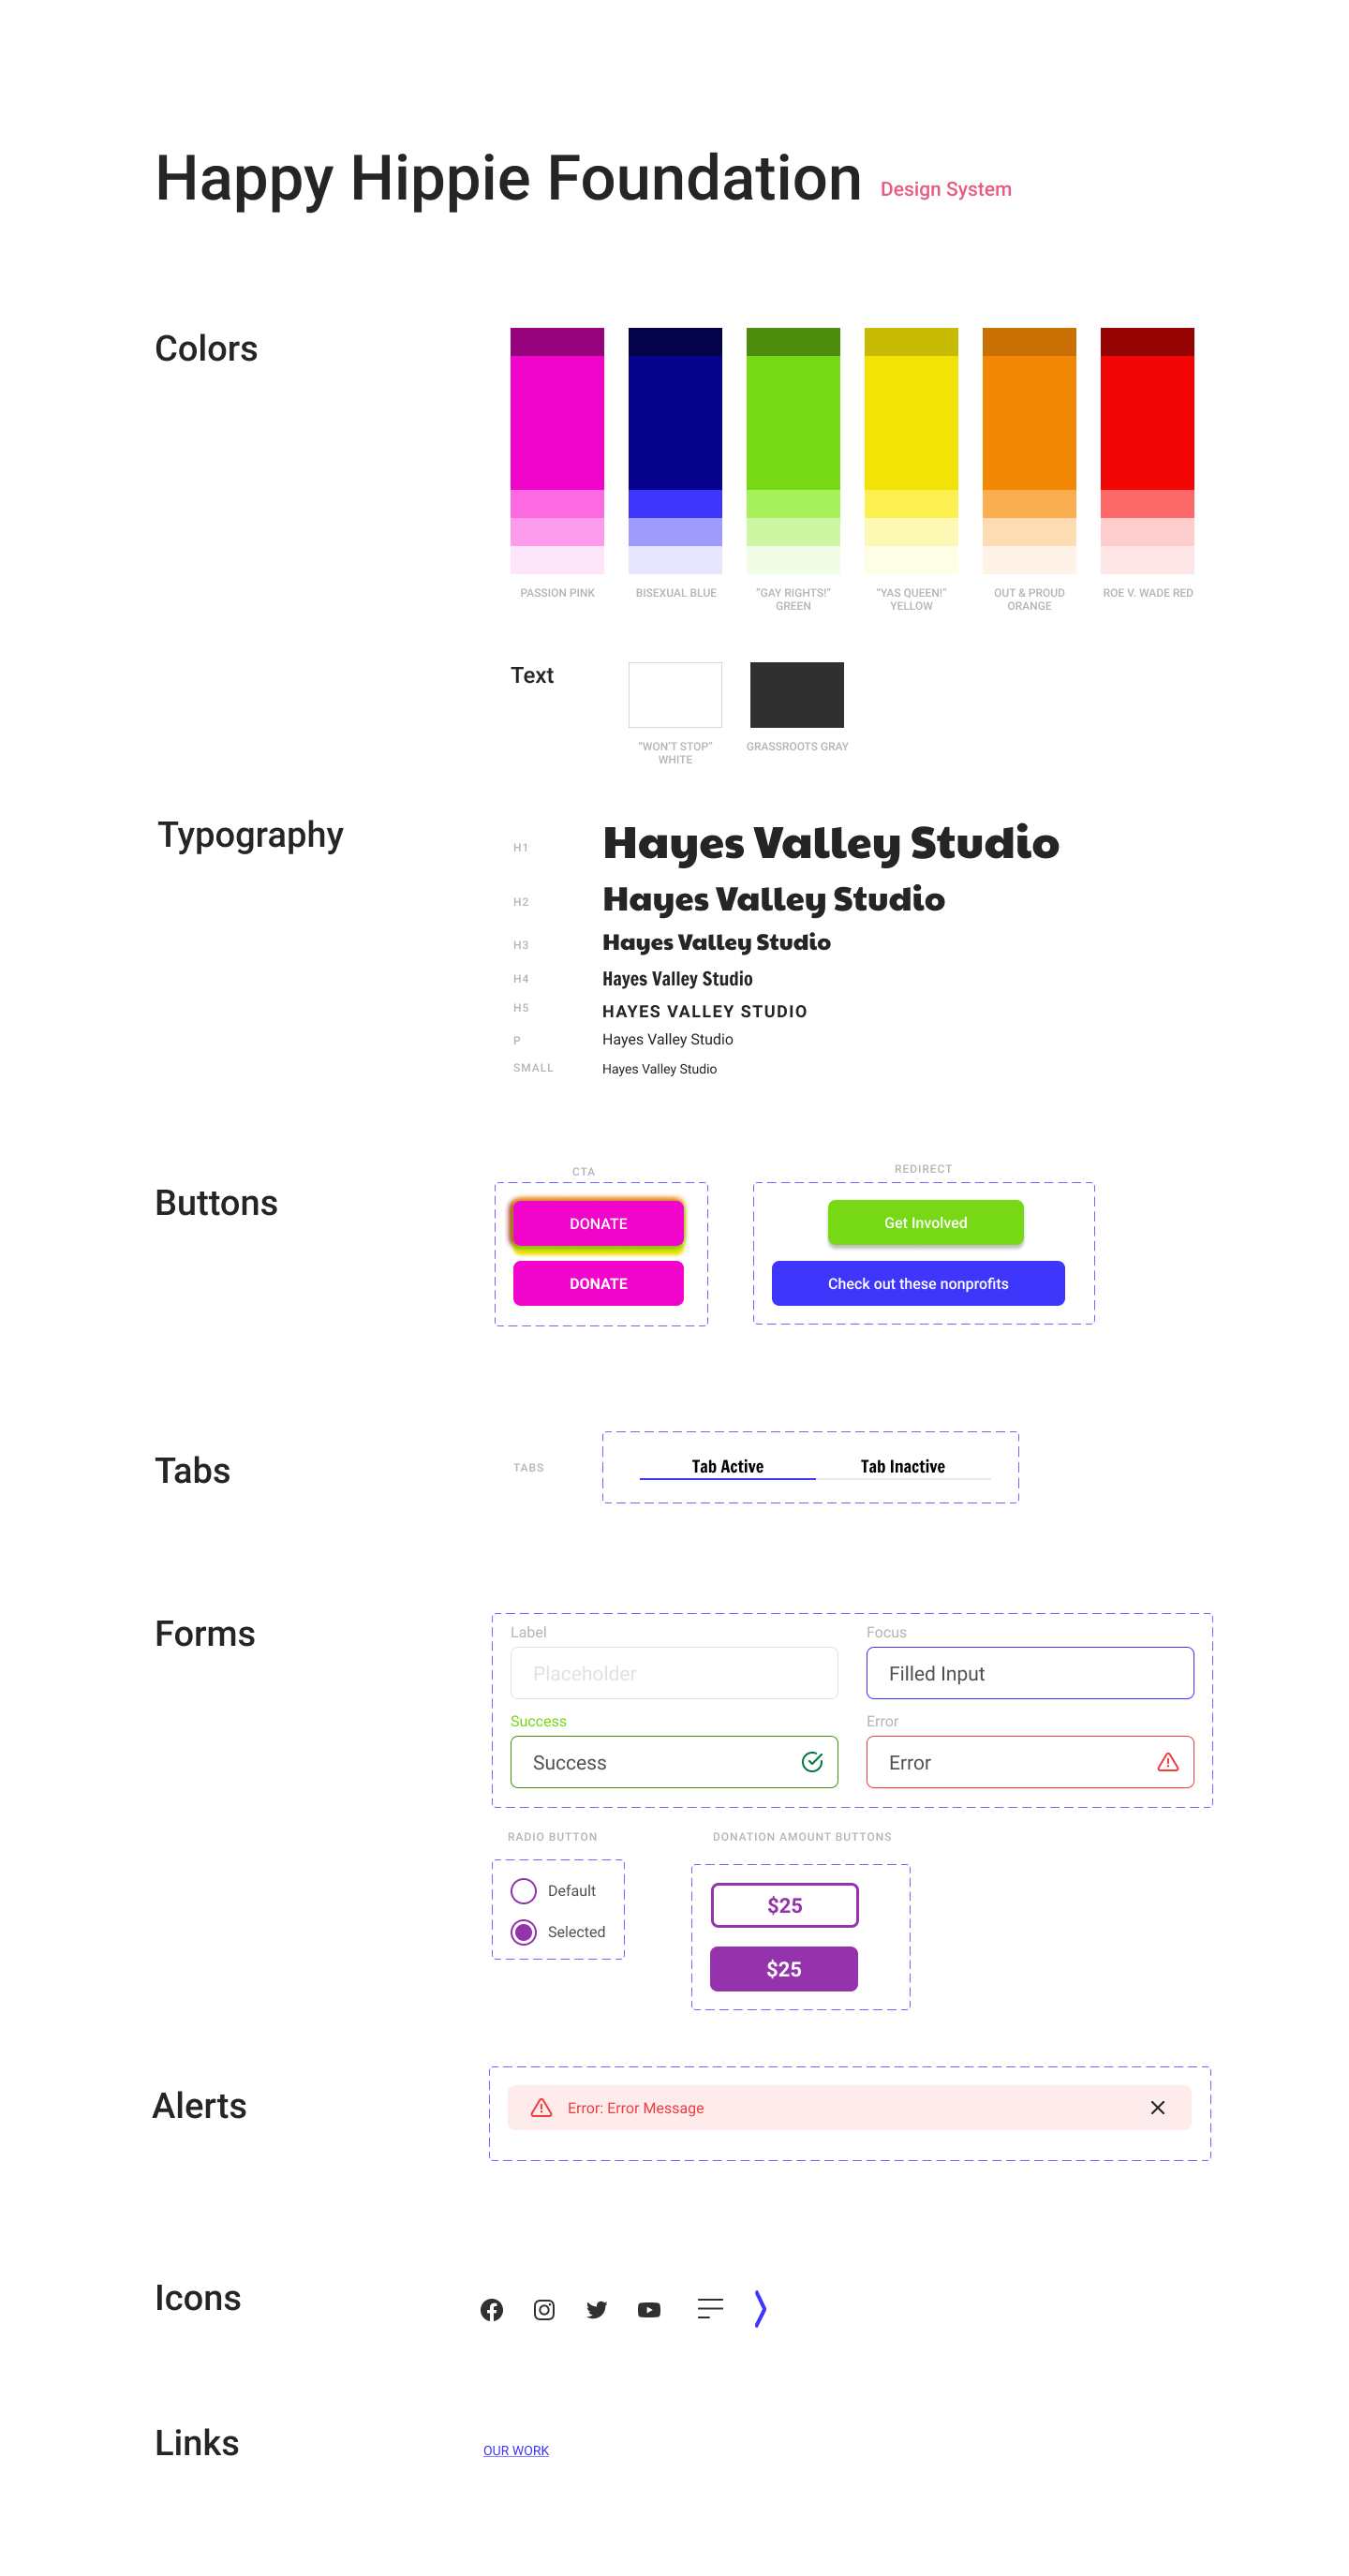 Happy Hippie Foundation Design System
Colors
PASSION PINK
BISEXUAL BLUE
"GAY RIGHTS!"
GREEN
"YAS QUEEN!"
YELLOW
OUT & PROUD
ORANGE
ROE V. WADE RED
Text
"WON'T STOP"
WHITE
GRASSROOTS GRAY
Typography
H1 Hayes Valley Studio
H2 Hayes Valley Studio
H3 Hayes Valley Studio
H4 Hayes Valley Studio
H5 HAYES VALLEY STUDIO
P Hayes Valley Studio
SMALL Hayes Valley Studio
Buttons
CTA
DONATE
DONATE
REDIRECT
Get Involved
Check out these nonprofits
Tabs
TABS
Tab Active Tab Inactive
Forms
Label
Placeholder
Focus
Filled Input
Success
Success
Error
Error
RADIO BUTTON
Default
Selected
DONATION AMOUNT BUTTONS
$25
$25
Alerts
Error: Error Message
Icons
Links
OUR WORK